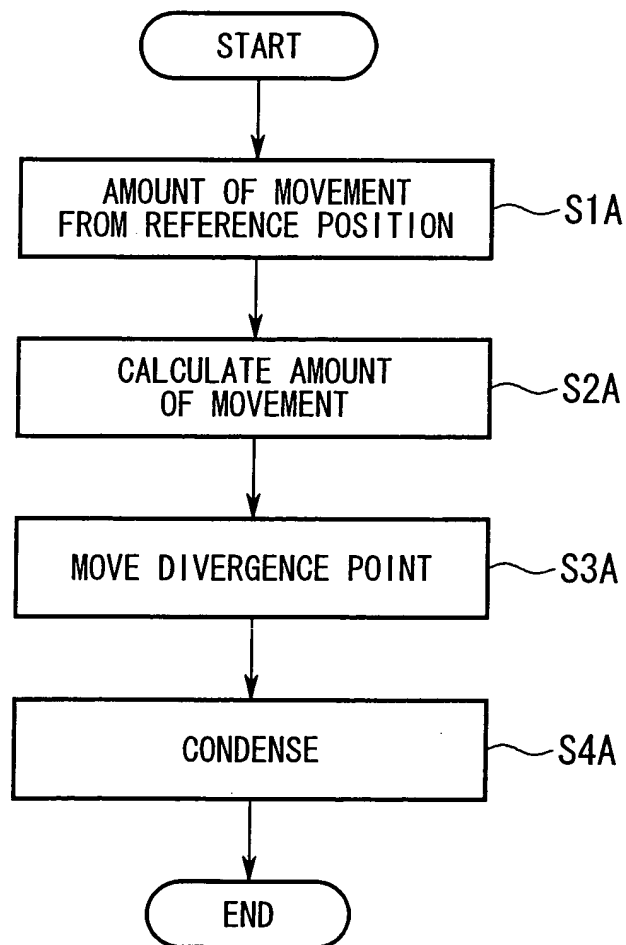 START
AMOUNT OF MOVEMENT
FROM REFERENCE POSITION
S1A
CALCULATE AMOUNT
OF MOVEMENT
S2A
MOVE DIVERGENCE POINT
S3A
CONDENSE
S4A
END